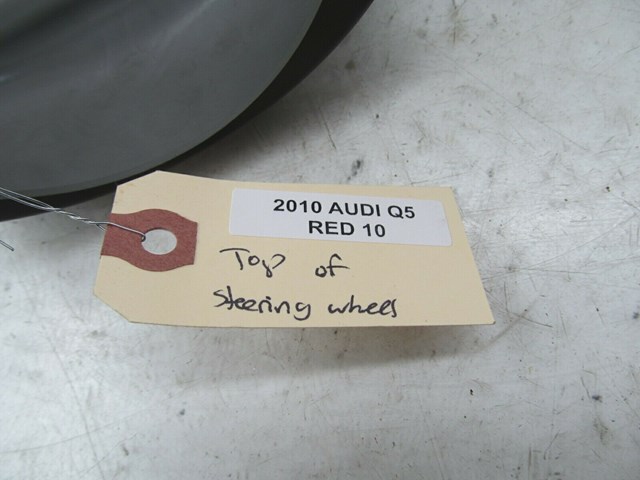 2010 AUDI Q5
RED 10
Top of
steering wheel